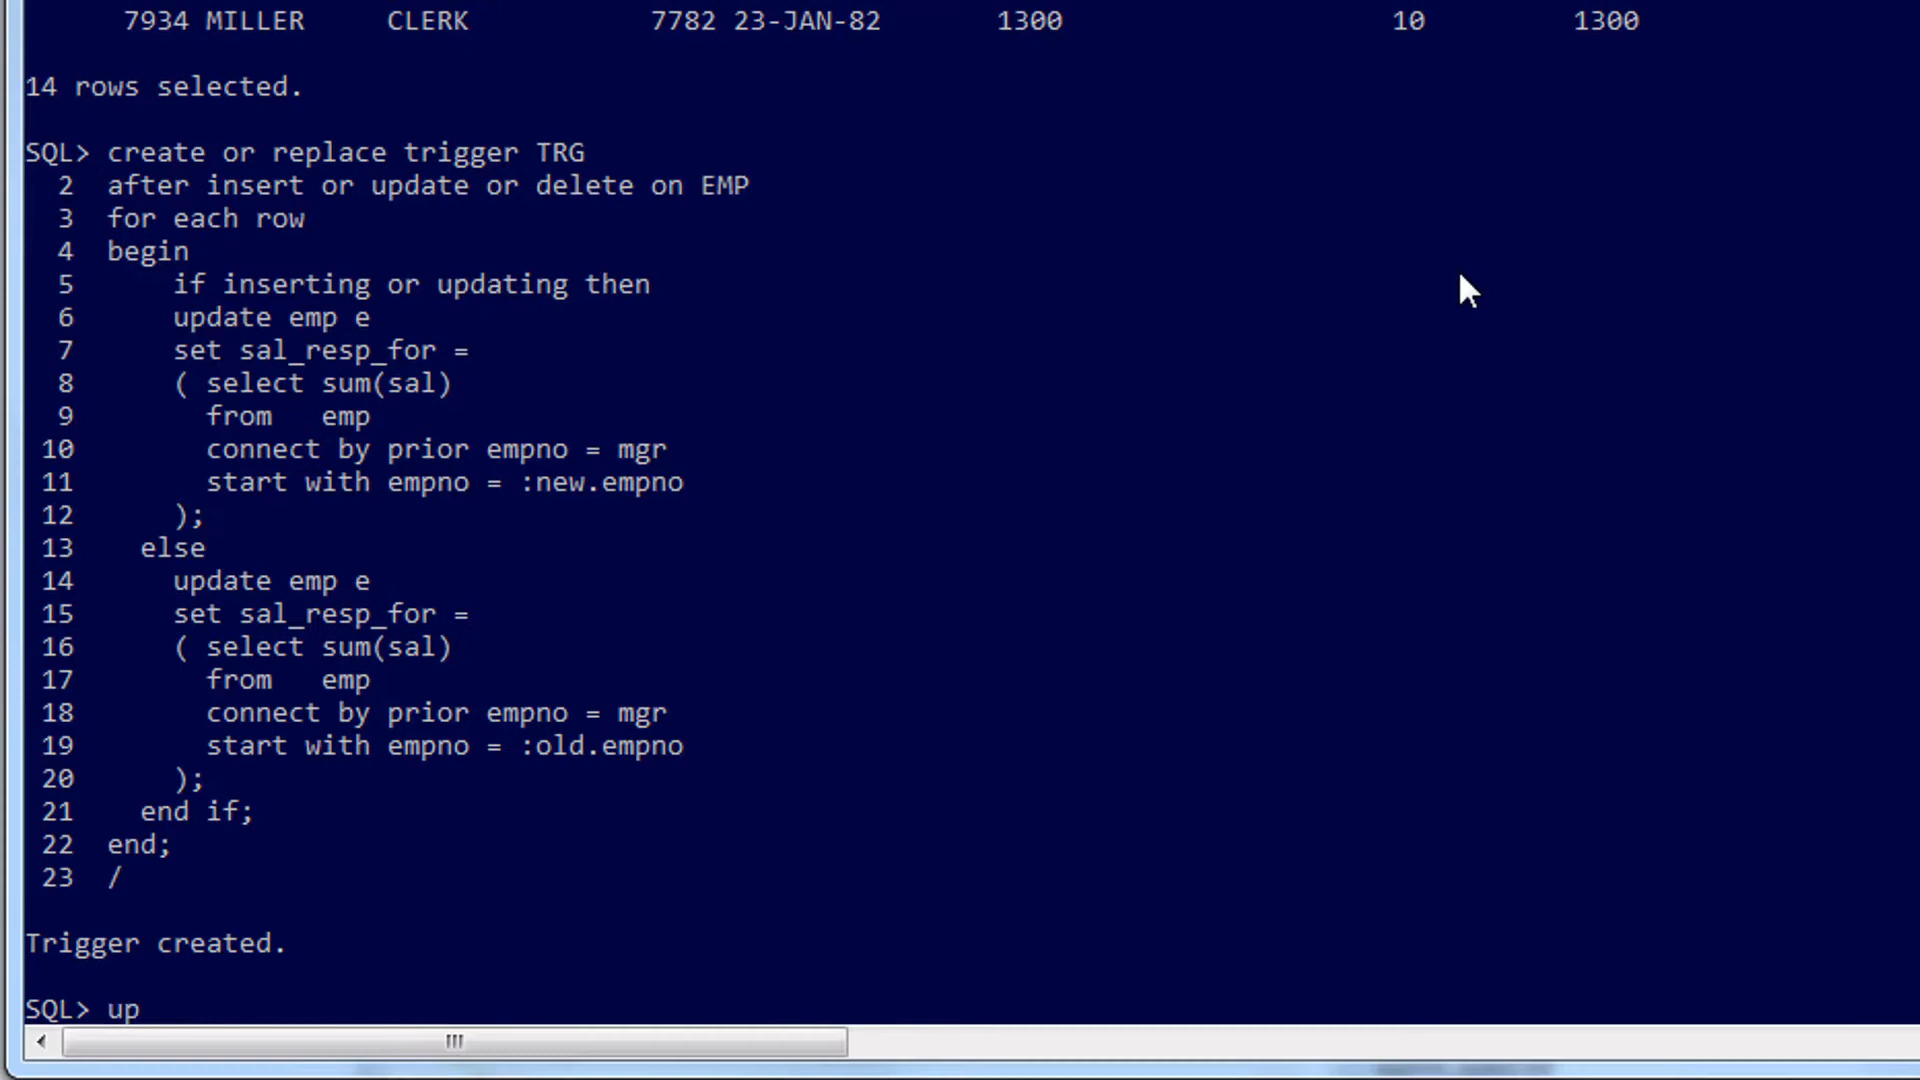 7934 MILLER CLERK 7782 23-JAN-82 1300 10 1300
14 rows selected.
SQL> create or replace trigger TRG
2 after insert or update or delete on EMP
3 for each row
4 begin
5 if inserting or updating then
6 update emp e
7 set sal_resp_for =
8 ( select sum(sal)
9 from emp
10 connect by prior empno = mgr
11 start with empno = :new.empno
12 );
13 else
14 update emp e
15 set sal_resp_for =
16 ( select sum(sal)
17 from emp
18 connect by prior empno = mgr
19 start with empno = :old.empno
20 );
21 end if;
22 end;
23 /
Trigger created.
SQL> up